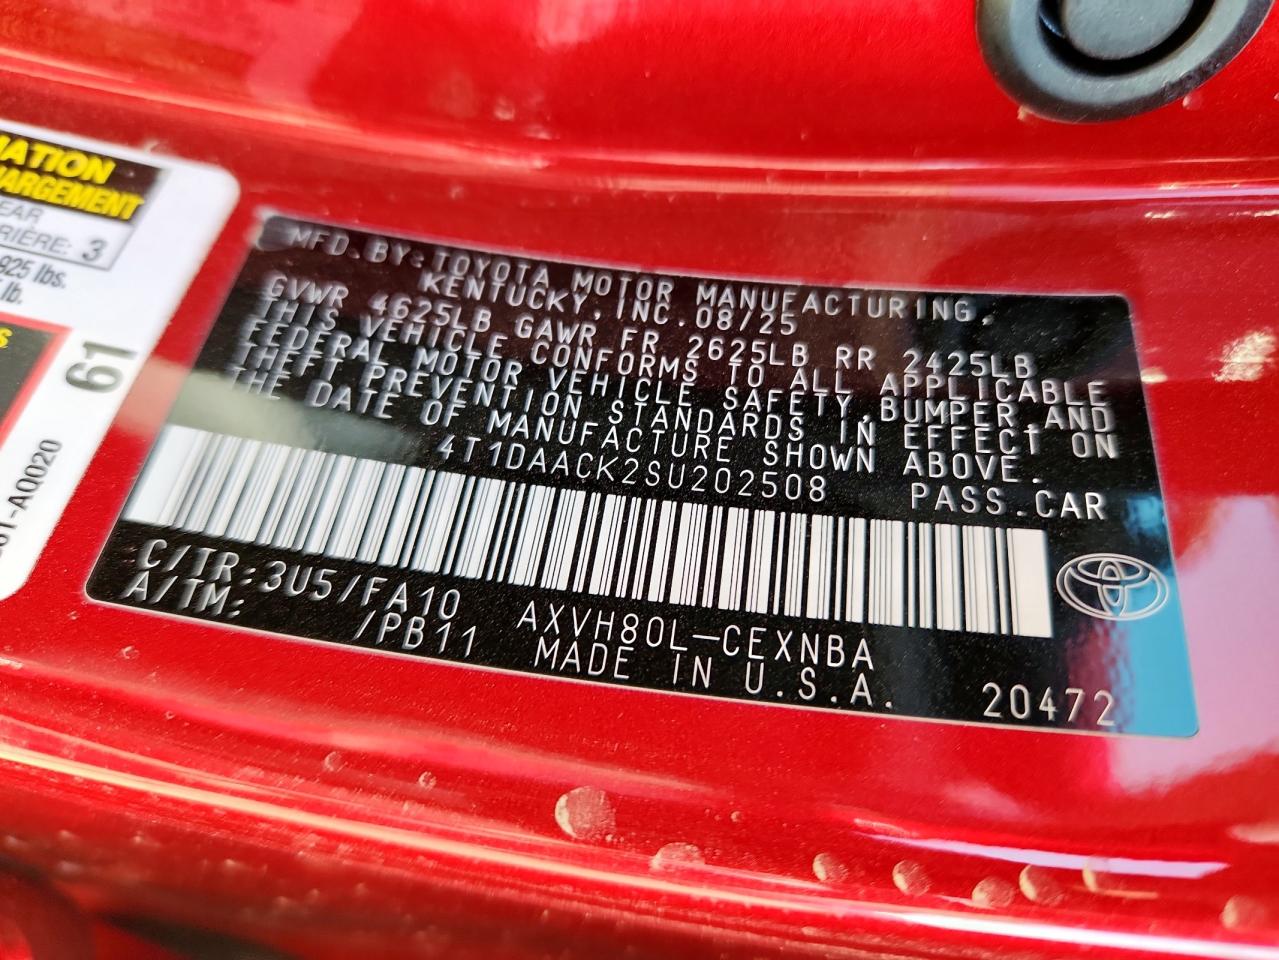 MATION
HARGEMENT
EAR
RIÈRE: 3
925 lbs.
lb.
61
61-A0020
MFD.BY:TOYOTA MOTOR MANUFACTURING,
KENTUCKY,INC.08/25
GVWR 4625LB GAWR FR 2625LB RR 2425LB
THIS VEHICLE CONFORMS TO ALL APPLICABLE
FEDERAL MOTOR VEHICLE SAFETY,BUMPER,AND
THEFT PREVENTION STANDARDS IN EFFECT ON
THE DATE OF MANUFACTURE SHOWN ABOVE.
4T1DAACK2SU202508 PASS.CAR
C/TR:3U5/FA10 AXVH80L-CEXNBA
A/TM: /PB11 MADE IN U.S.A. 20472